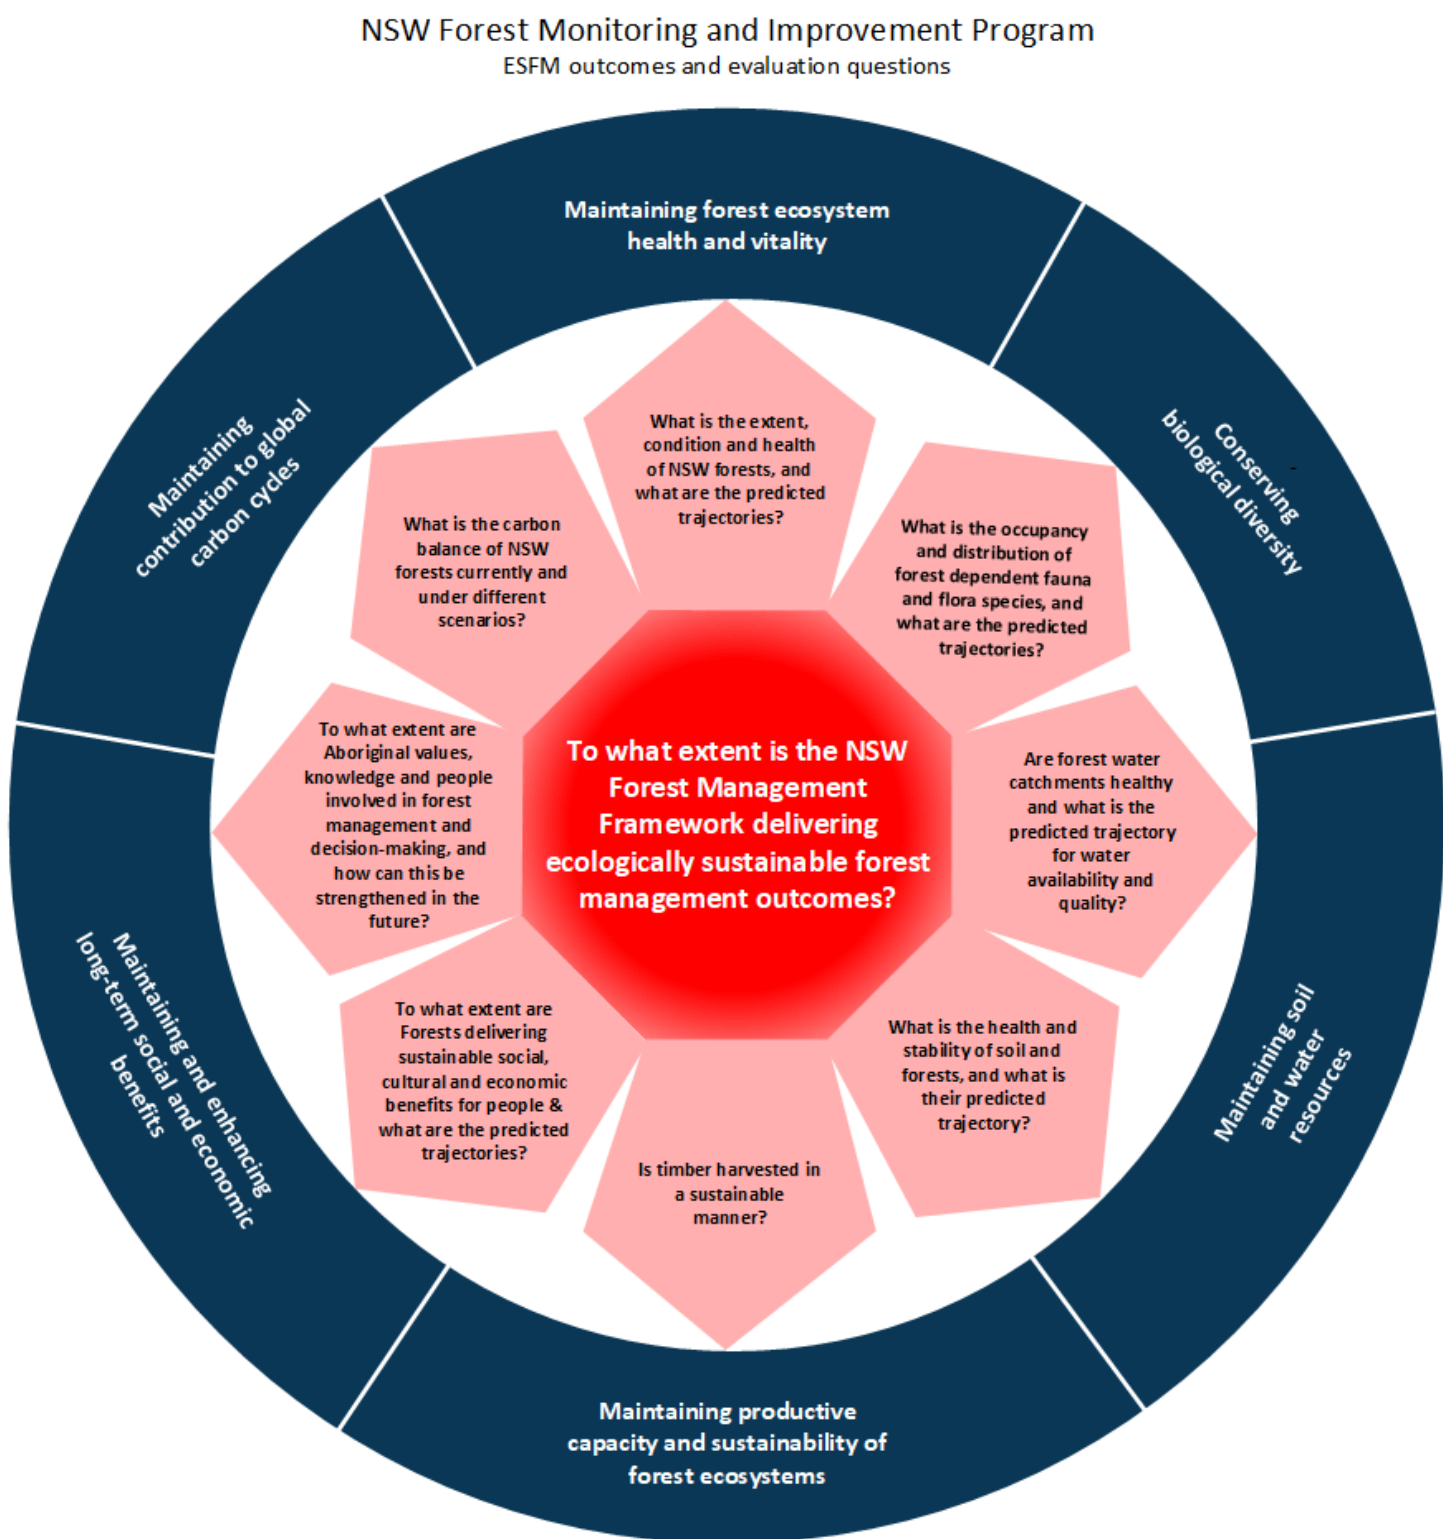 NSW Forest Monitoring and Improvement Program
ESFM outcomes and evaluation questions
Maintaining forest ecosystem
health and vitality
Conserving
biological diversity
Maintaining soil
and water
resources
Maintaining productive
capacity and sustainability of
forest ecosystems
Maintaining and enhancing
long-term social and economic
benefits
Maintaining
contribution to global
carbon cycles
What is the extent,
condition and health
of NSW forests, and
what are the predicted
trajectories?
What is the occupancy
and distribution of
forest dependent fauna
and flora species, and
what are the predicted
trajectories?
Are forest water
catchments healthy
and what is the
predicted trajectory
for water
availability and
quality?
What is the health and
stability of soil and
forests, and what is
their predicted
trajectory?
Is timber harvested in
a sustainable
manner?
To what extent are
Forests delivering
sustainable social,
cultural and economic
benefits for people &
what are the predicted
trajectories?
To what extent are
Aboriginal values,
knowledge and people
involved in forest
management and
decision-making, and
how can this be
strengthened in the
future?
What is the carbon
balance of NSW
forests currently and
under different
scenarios?
To what extent is the NSW
Forest Management
Framework delivering
ecologically sustainable forest
management outcomes?